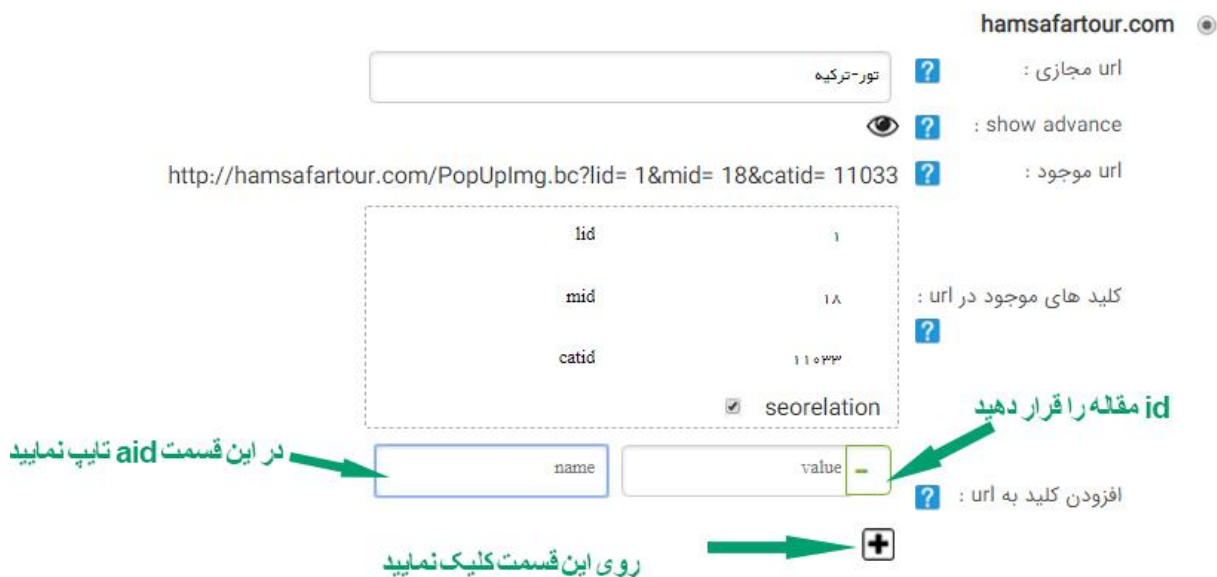 hamsafartour.com
url مجازی :
تور-ترکیه
show advance :
url موجود :
http://hamsafartour.com/PopUpImg.bc?lid= 1&mid= 18&catid= 11033
کلید های موجود در url :
۱ lid
۱۸ mid
۱۱۰۳۳ catid
seorelation
id مقاله را قرار دهید
در این قسمت aid تایپ نمایید
افزودن کلید به url :
value
name
روی این قسمت کلیک نمایید